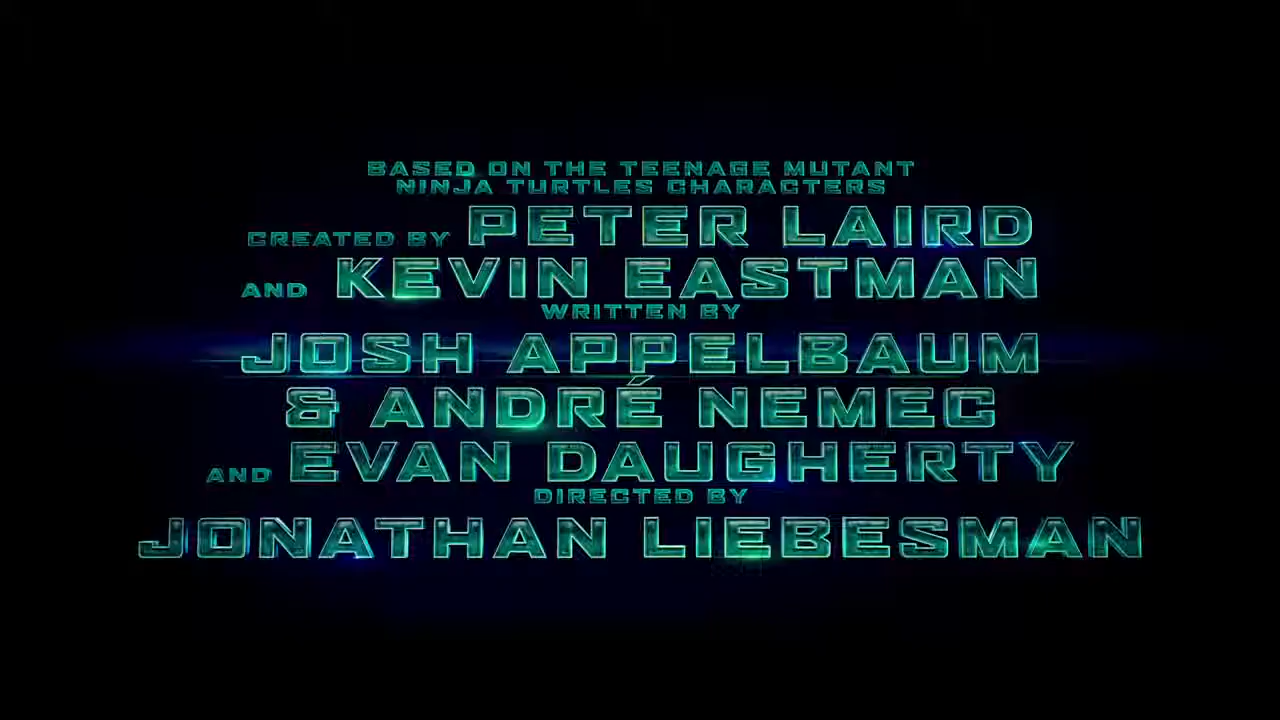 BASED ON THE TEENAGE MUTANT
NINJA TURTLES CHARACTERS
CREATED BY PETER LAIRD
AND KEVIN EASTMAN
WRITTEN BY
JOSH APPELBAUM
& ANDRÉ NEMEC
AND EVAN DAUGHERTY
DIRECTED BY
JONATHAN LIEBESMAN